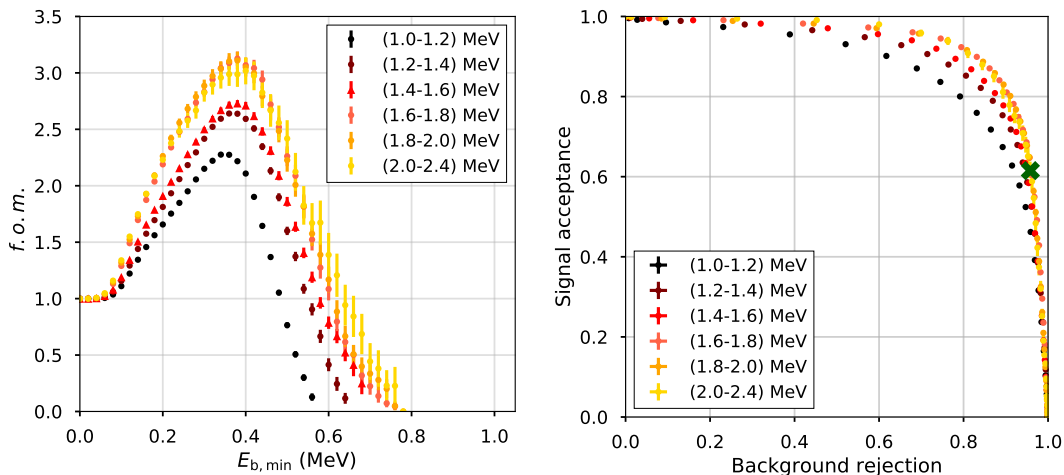 f.o.m.
3.5
3.0
2.5
2.0
1.5
1.0
0.5
0.0
0.0
0.2
0.4
0.6
0.8
1.0
E_b, min (MeV)
(1.0-1.2) MeV
(1.2-1.4) MeV
(1.4-1.6) MeV
(1.6-1.8) MeV
(1.8-2.0) MeV
(2.0-2.4) MeV
Signal acceptance
1.0
0.8
0.6
0.4
0.2
0.0
0.0
0.2
0.4
0.6
0.8
1.0
Background rejection
(1.0-1.2) MeV
(1.2-1.4) MeV
(1.4-1.6) MeV
(1.6-1.8) MeV
(1.8-2.0) MeV
(2.0-2.4) MeV